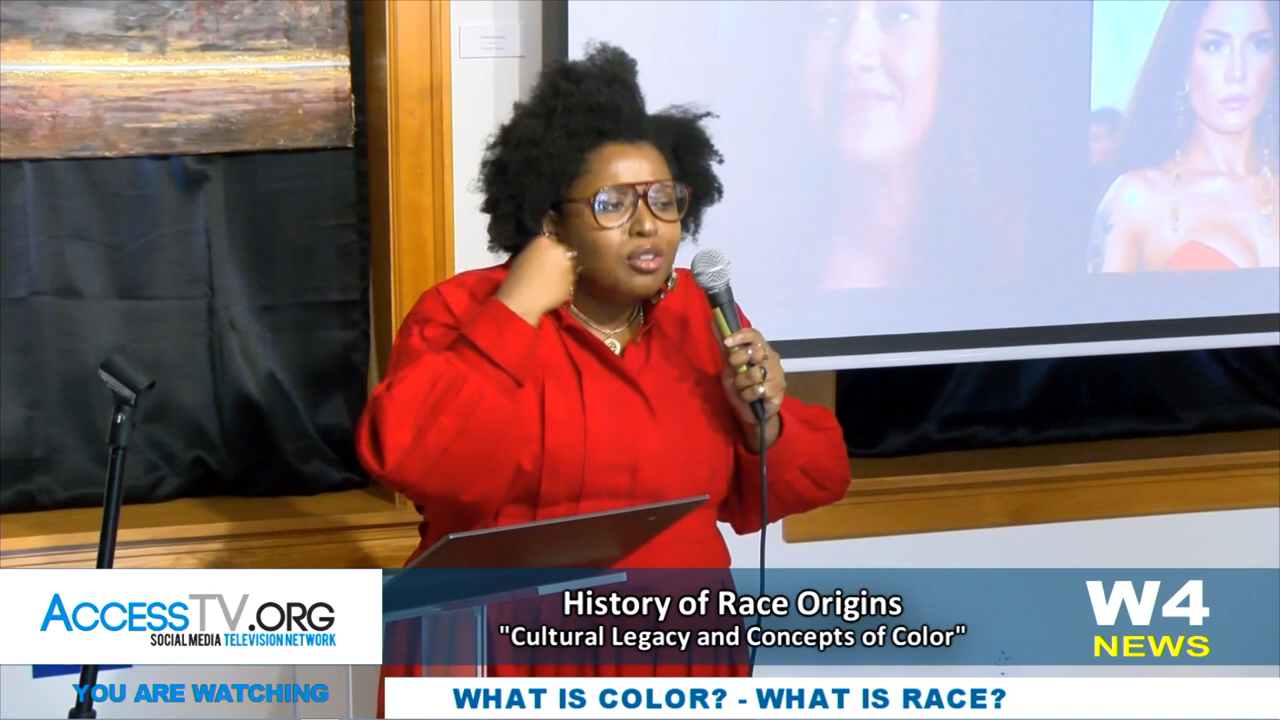 ACCESSTV.ORG
SOCIAL MEDIA TELEVISION NETWORK
History of Race Origins
"Cultural Legacy and Concepts of Color"
W4
NEWS
YOU ARE WATCHING
WHAT IS COLOR? - WHAT IS RACE?